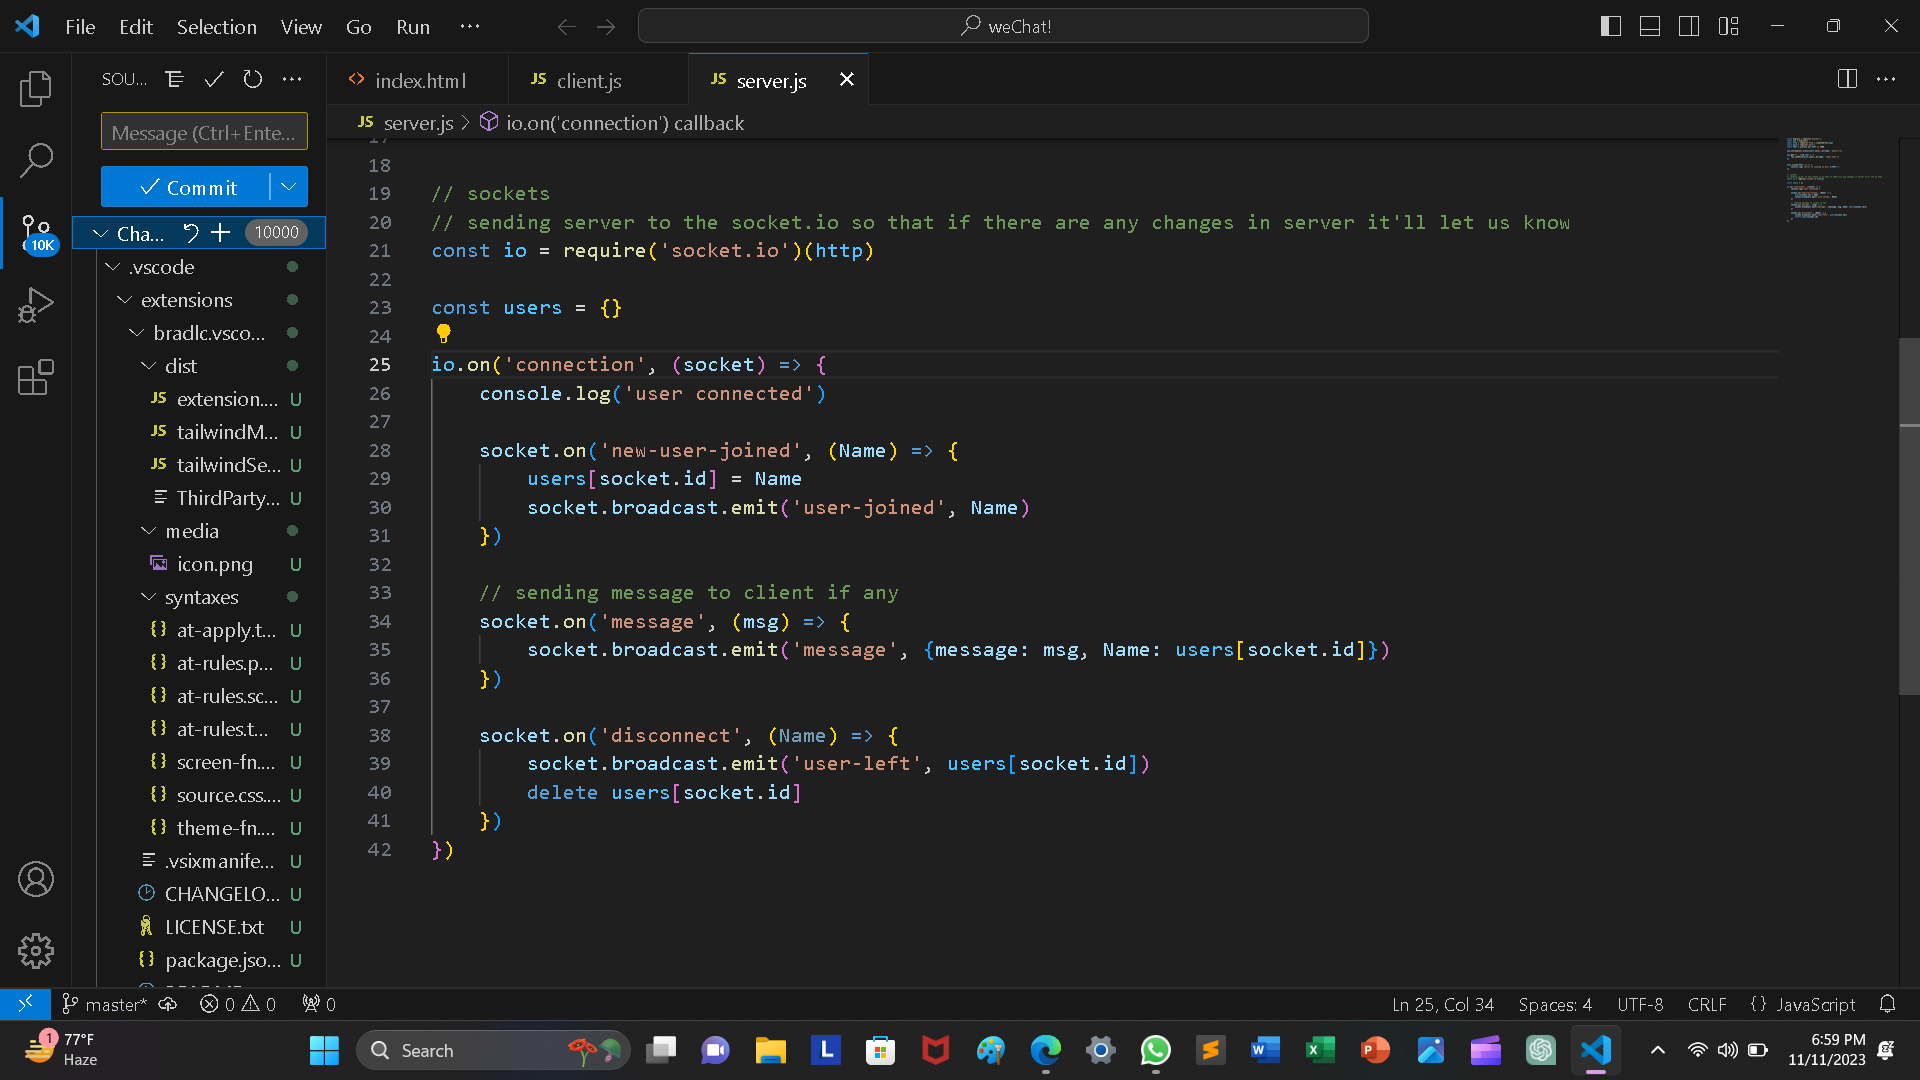 File Edit Selection View Go Run ···
weChat!
SOU...
index.html
JS client.js
JS server.js
Message (Ctrl+Ente...
Commit
Cha... 10000
10K
.vscode
extensions
bradlc.vsco...
dist
JS extension.... U
JS tailwindM... U
JS tailwindSe... U
ThirdParty... U
media
icon.png U
syntaxes
{} at-apply.t... U
{} at-rules.p... U
{} at-rules.sc... U
{} at-rules.t... U
{} screen-fn.... U
{} source.css.... U
{} theme-fn.... U
.vsixmanife... U
CHANGELO... U
LICENSE.txt U
{} package.jso... U
JS server.js > io.on('connection') callback
17
18
19 // sockets
20 // sending server to the socket.io so that if there are any changes in server it'll let us know
21 const io = require('socket.io')(http)
22
23 const users = {}
24
25 io.on('connection', (socket) => {
26 console.log('user connected')
27
28 socket.on('new-user-joined', (Name) => {
29 users[socket.id] = Name
30 socket.broadcast.emit('user-joined', Name)
31 })
32
33 // sending message to client if any
34 socket.on('message', (msg) => {
35 socket.broadcast.emit('message', {message: msg, Name: users[socket.id]})
36 })
37
38 socket.on('disconnect', (Name) => {
39 socket.broadcast.emit('user-left', users[socket.id])
40 delete users[socket.id]
41 })
42 })
master* 0 0 0
Ln 25, Col 34 Spaces: 4 UTF-8 CRLF {} JavaScript
1 77°F
Haze
Search
6:59 PM
11/11/2023